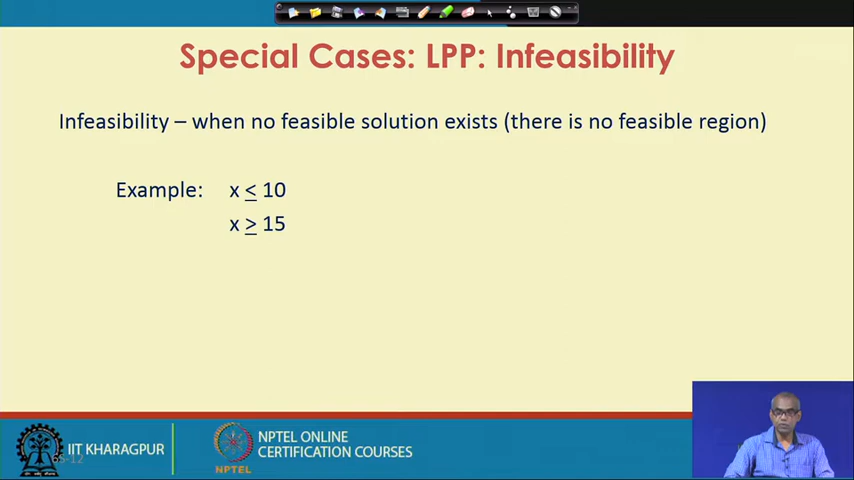 Special Cases: LPP: Infeasibility
Infeasibility – when no feasible solution exists (there is no feasible region)
Example: x ≤ 10
x ≥ 15
IIT KHARAGPUR
NPTEL ONLINE
CERTIFICATION COURSES
NPTEL